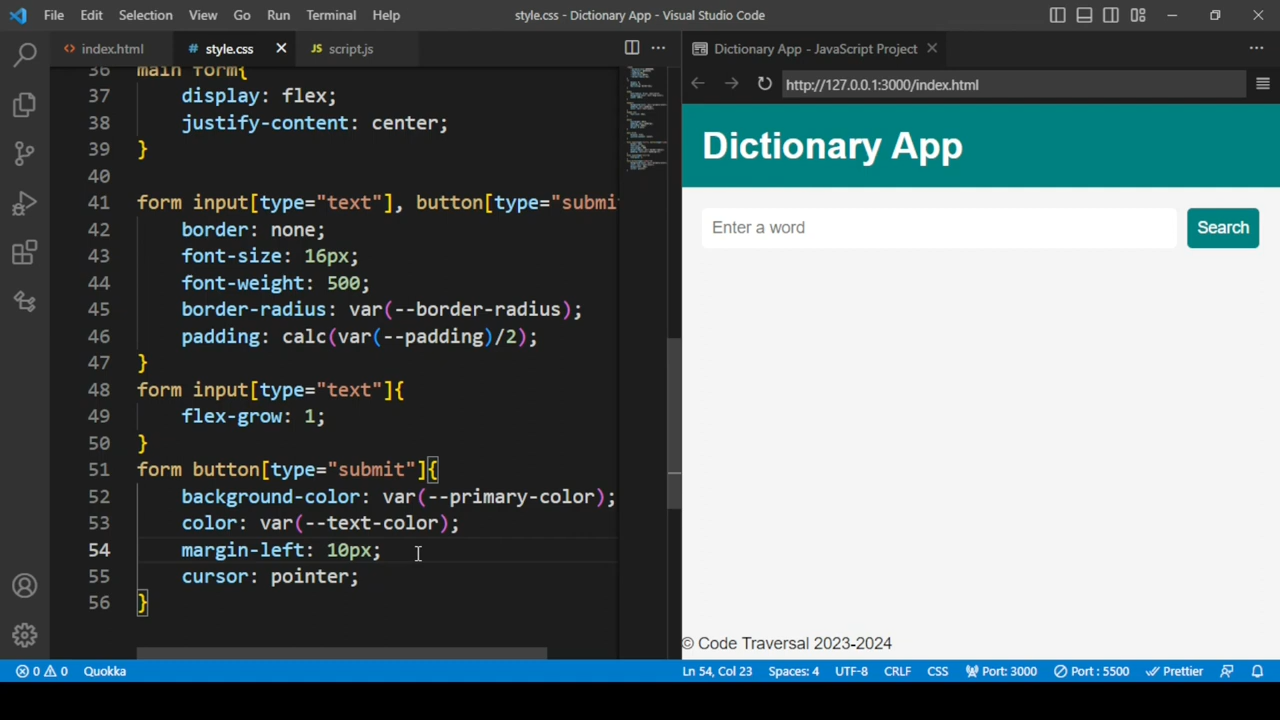 File Edit Selection View Go Run Terminal Help
style.css - Dictionary App - Visual Studio Code
index.html
# style.css
JS script.js
36 main form{
37 display: flex;
38 justify-content: center;
39 }
40
41 form input[type="text"], button[type="submi
42 border: none;
43 font-size: 16px;
44 font-weight: 500;
45 border-radius: var(--border-radius);
46 padding: calc(var(--padding)/2);
47 }
48 form input[type="text"]{
49 flex-grow: 1;
50 }
51 form button[type="submit"]{
52 background-color: var(--primary-color);
53 color: var(--text-color);
54 margin-left: 10px;
55 cursor: pointer;
56 }
Dictionary App - JavaScript Project
http://127.0.0.1:3000/index.html
Dictionary App
Enter a word
Search
© Code Traversal 2023-2024
0 0 Quokka
Ln 54, Col 23 Spaces: 4 UTF-8 CRLF CSS Port: 3000 Port : 5500 Prettier